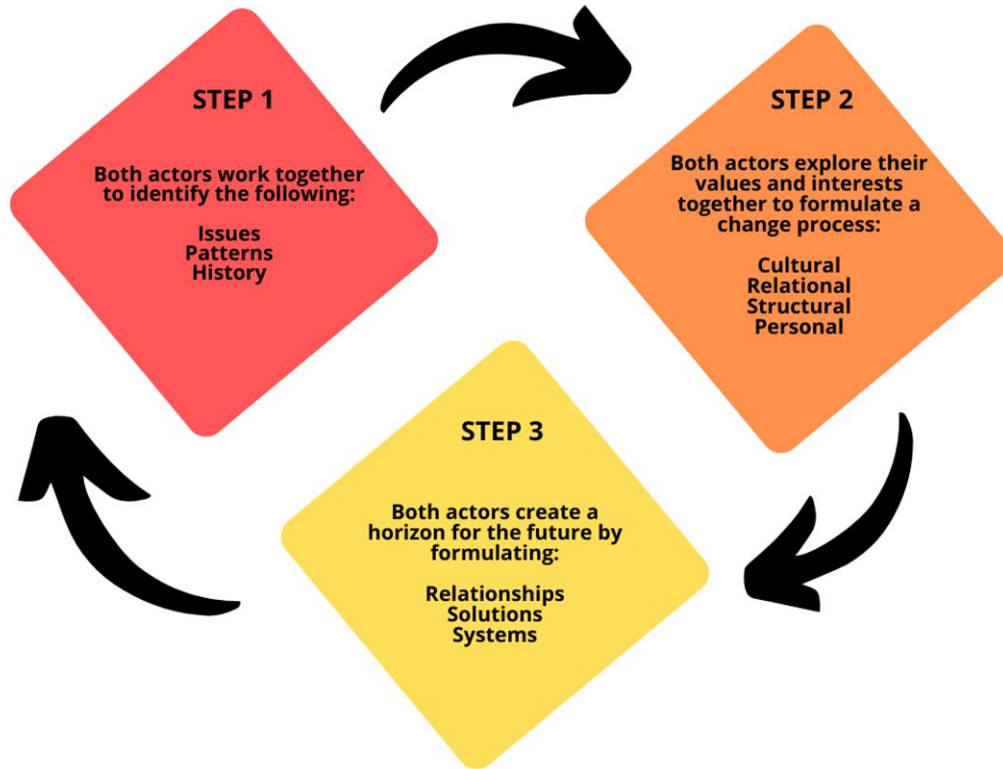 STEP 1
Both actors work together
to identify the following:
Issues
Patterns
History
STEP 2
Both actors explore their
values and interests
together to formulate a
change process:
Cultural
Relational
Structural
Personal
STEP 3
Both actors create a
horizon for the future by
formulating:
Relationships
Solutions
Systems